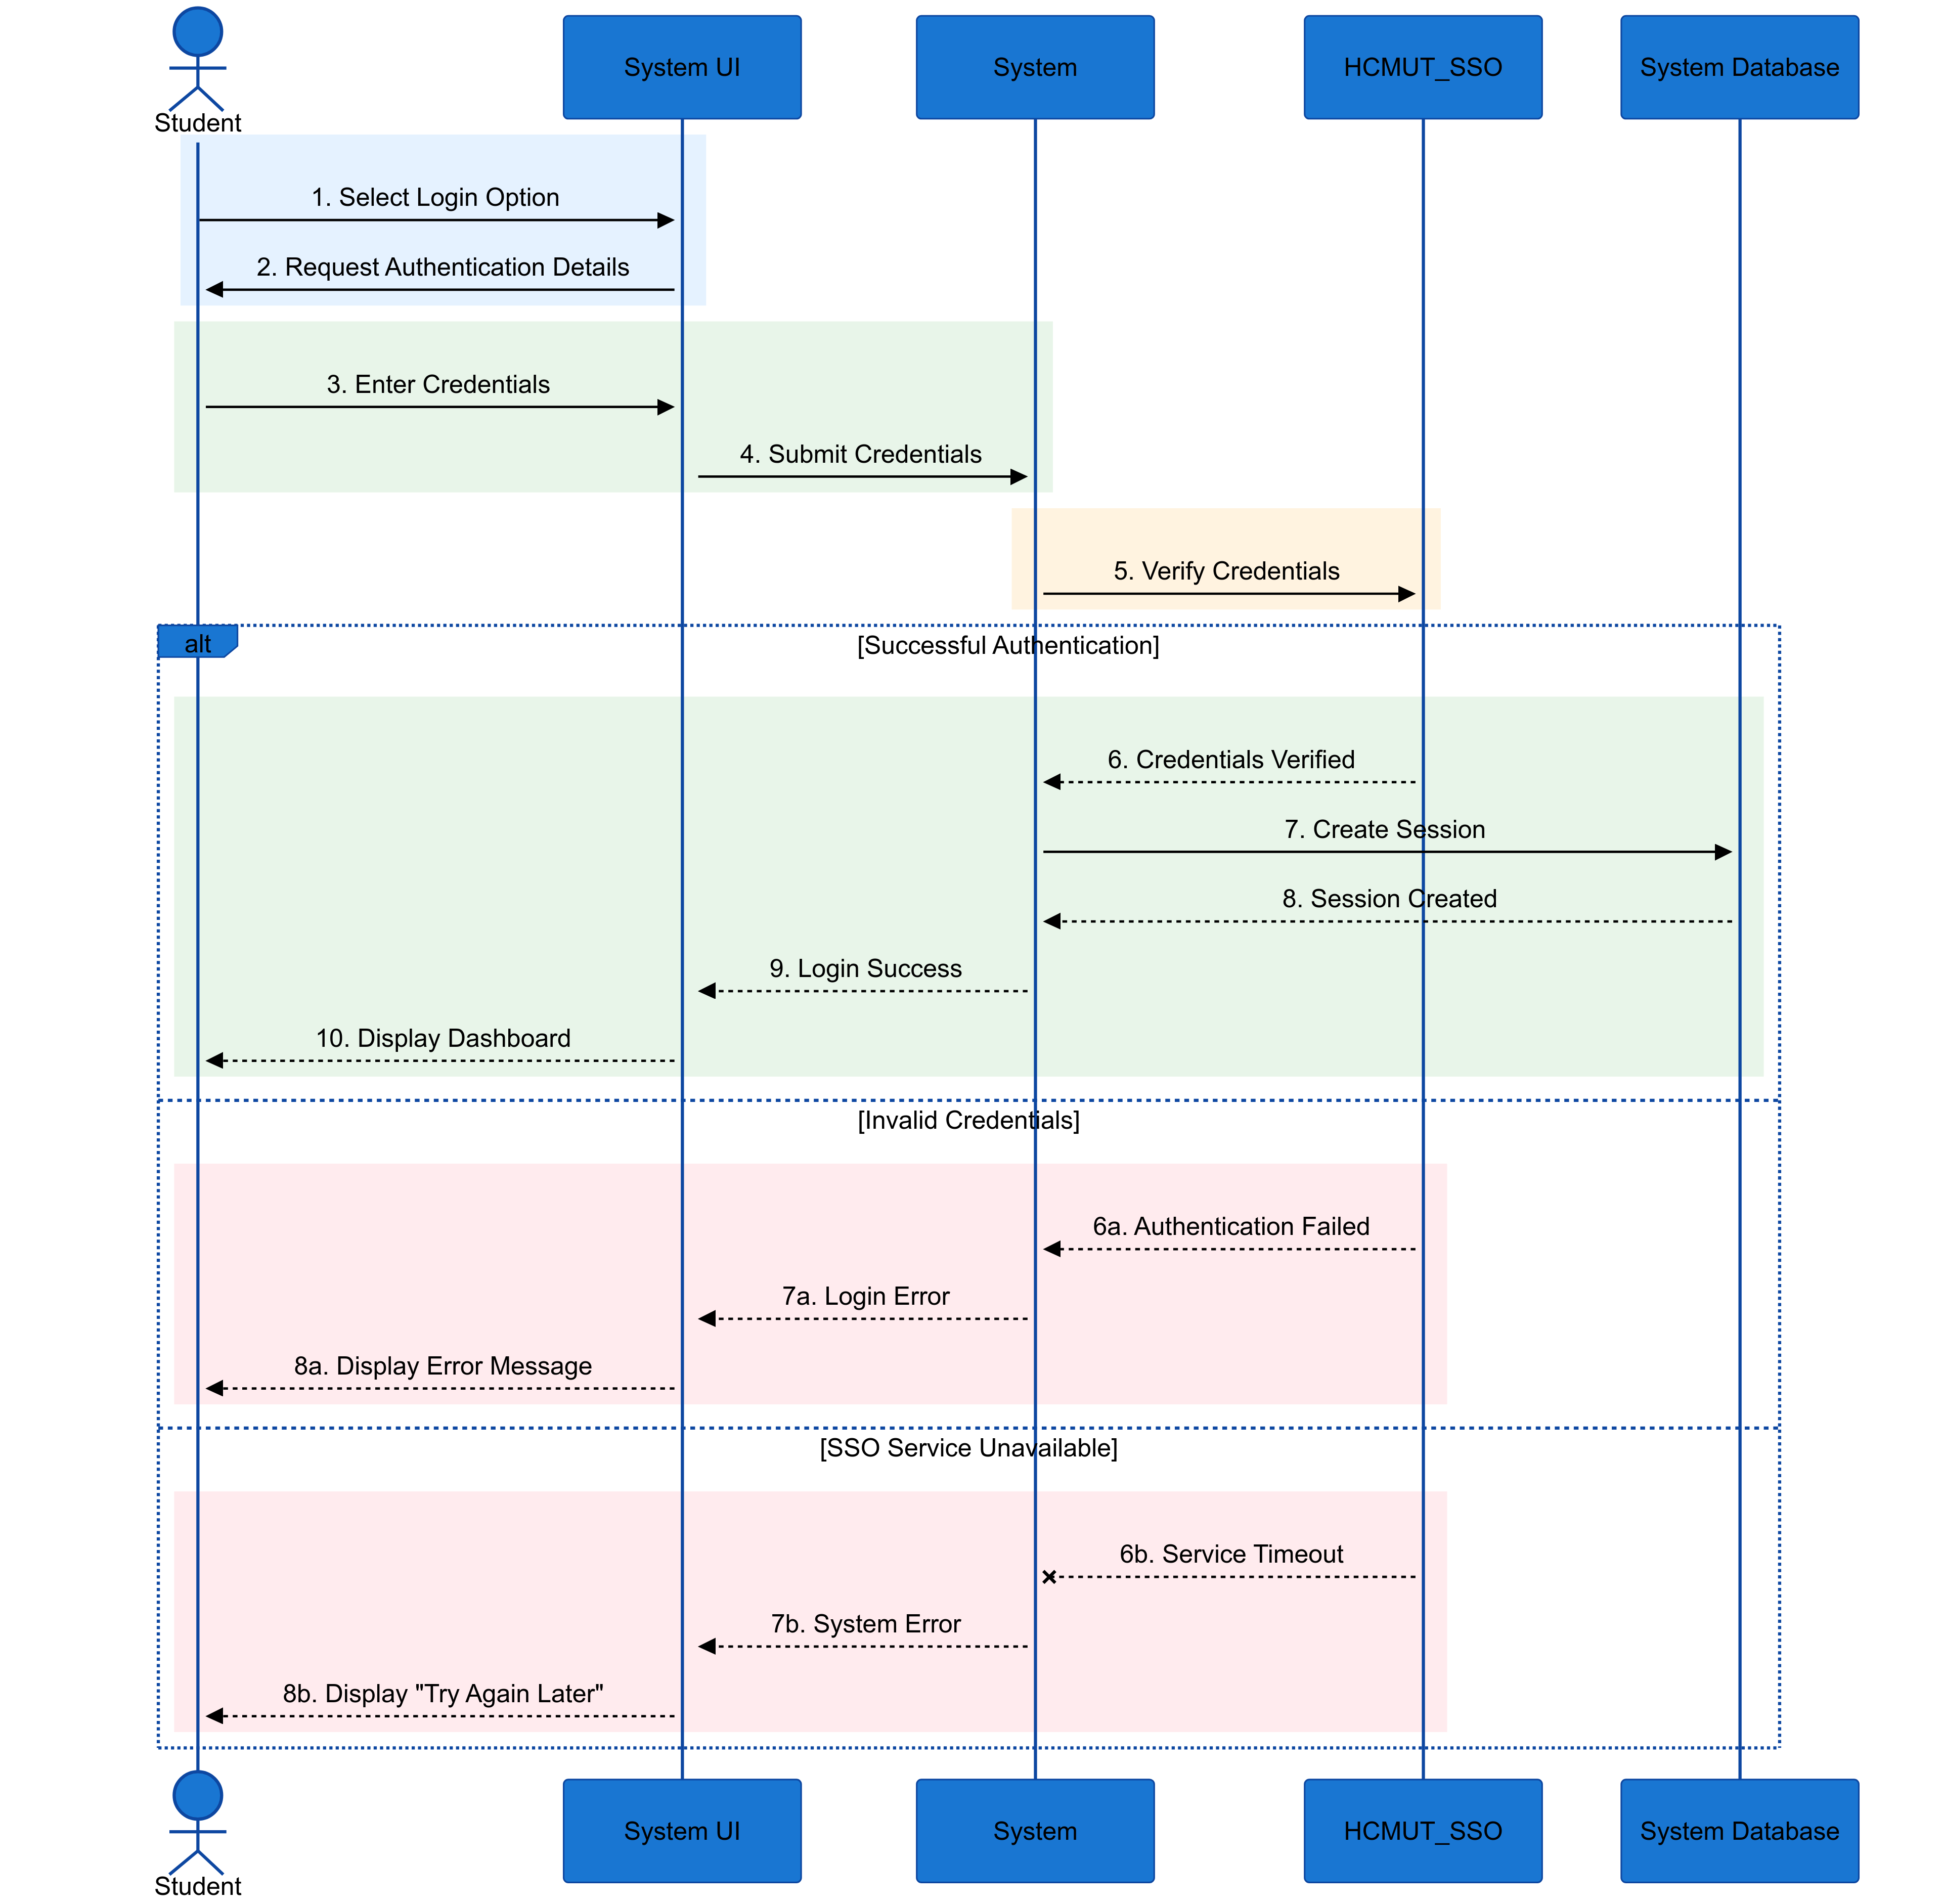 Student
System UI
System
HCMUT_SSO
System Database
1. Select Login Option
2. Request Authentication Details
3. Enter Credentials
4. Submit Credentials
5. Verify Credentials
alt
[Successful Authentication]
6. Credentials Verified
7. Create Session
8. Session Created
9. Login Success
10. Display Dashboard
[Invalid Credentials]
6a. Authentication Failed
7a. Login Error
8a. Display Error Message
[SSO Service Unavailable]
6b. Service Timeout
7b. System Error
8b. Display "Try Again Later"
Student
System UI
System
HCMUT_SSO
System Database